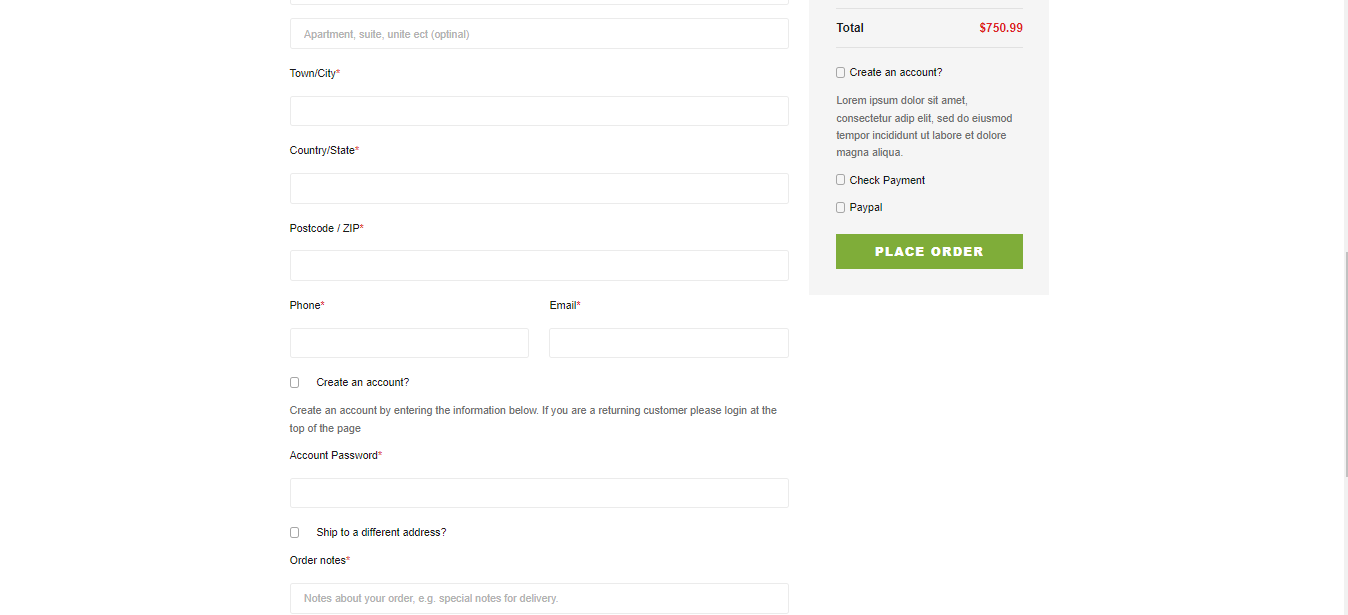 Apartment, suite, unite ect (optinal)
Town/City*
Country/State*
Postcode / ZIP*
Phone*
Email*
Create an account?
Create an account by entering the information below. If you are a returning customer please login at the
top of the page
Account Password*
Ship to a different address?
Order notes*
Notes about your order, e.g. special notes for delivery.
Total $750.99
Create an account?
Lorem ipsum dolor sit amet,
consectetur adip elit, sed do eiusmod
tempor incididunt ut labore et dolore
magna aliqua.
Check Payment
Paypal
PLACE ORDER